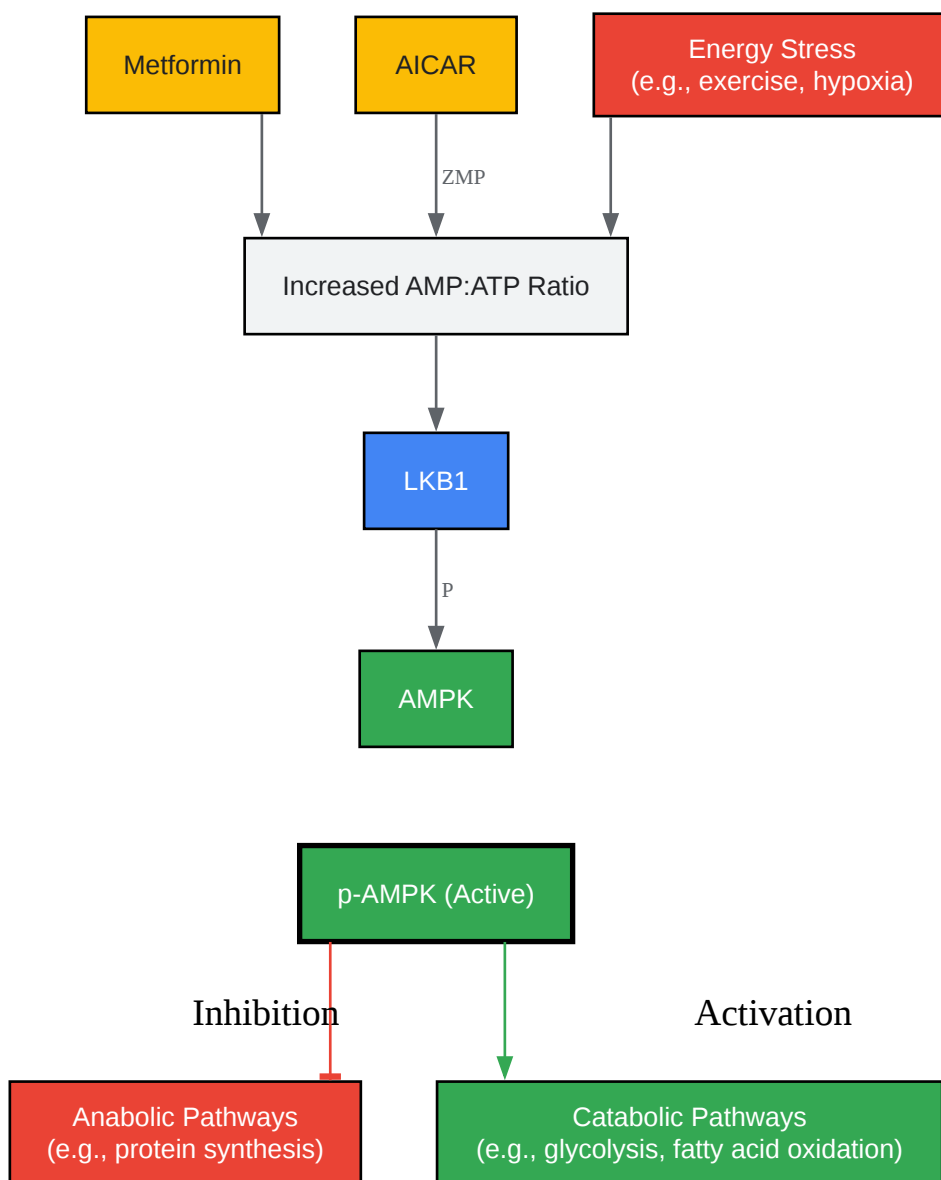 Metformin
AICAR
Energy Stress
(e.g., exercise, hypoxia)
ZMP
Increased AMP:ATP Ratio
LKB1
P
AMPK
p-AMPK (Active)
Inhibition
Activation
Anabolic Pathways
(e.g., protein synthesis)
Catabolic Pathways
(e.g., glycolysis, fatty acid oxidation)